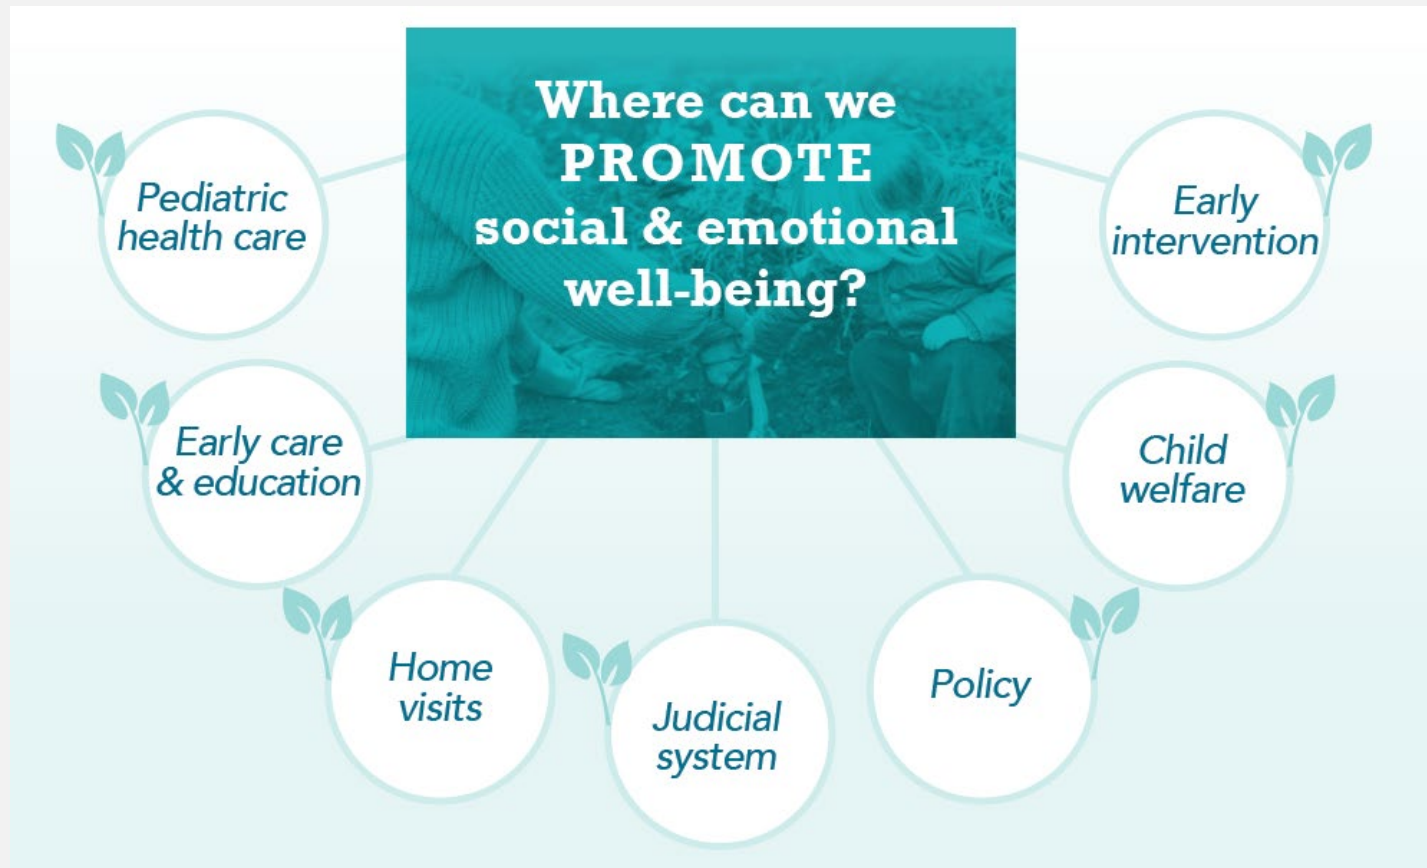 Where can we
PROMOTE
social & emotional
well-being?
Pediatric
health care
Early care
& education
Home
visits
Judicial
system
Policy
Child
welfare
Early
intervention